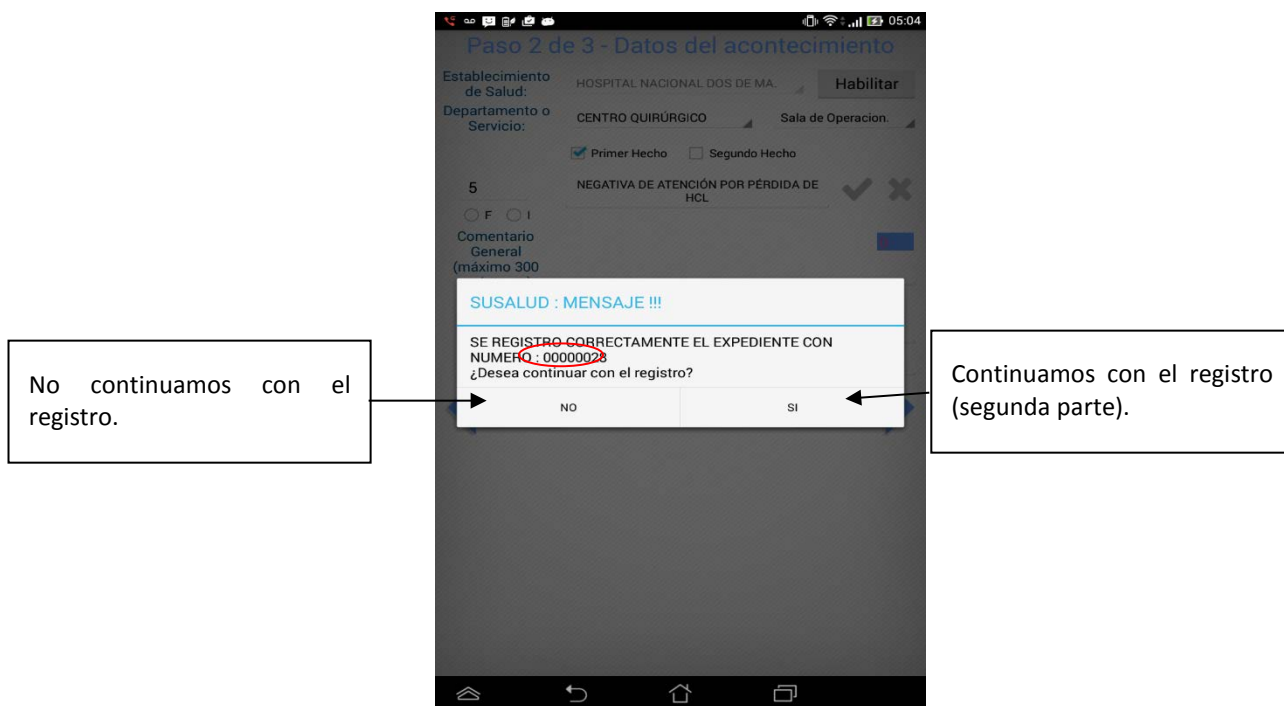 05:04
Paso 2 de 3 - Datos del acontecimiento
Establecimiento
de Salud:
HOSPITAL NACIONAL DOS DE MA.
Habilitar
Departamento o
Servicio:
CENTRO QUIRÚRGICO
Sala de Operacion.
Primer Hecho
Segundo Hecho
5
NEGATIVA DE ATENCIÓN POR PÉRDIDA DE
HCL
F I
Comentario
General
(máximo 300
SUSALUD : MENSAJE !!!
SE REGISTRO CORRECTAMENTE EL EXPEDIENTE CON
NUMERO : 00000028
¿Desea continuar con el registro?
NO
SI
No continuamos con el
registro.
Continuamos con el registro
(segunda parte).